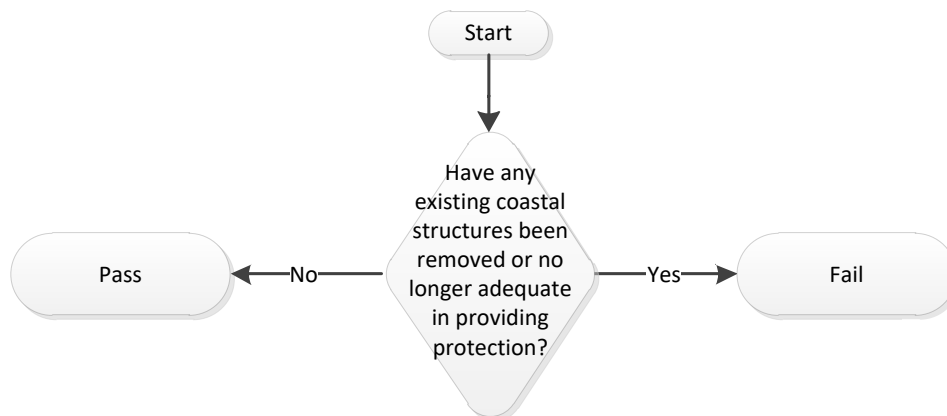 Start
Have any
existing coastal
structures been
removed or no
longer adequate
in providing
protection?
Pass
No
Yes
Fail